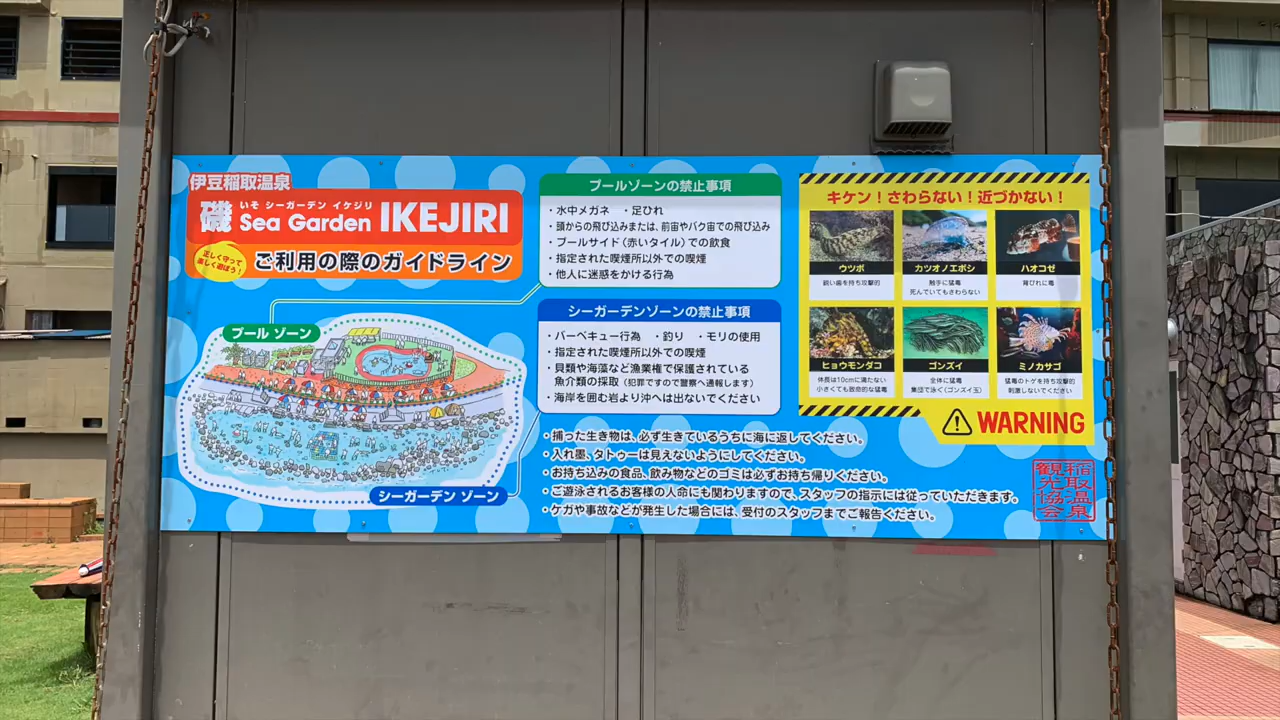 伊豆稲取温泉
磯 いそ シーガーデン イケジリ
Sea Garden IKEJIRI
正しく守って
楽しく遊ぼう！
ご利用の際のガイドライン
プール ゾーン
シーガーデン ゾーン
プールゾーンの禁止事項
・水中メガネ ・足ひれ
・頭からの飛び込みまたは、前宙やバク宙での飛び込み
・プールサイド（赤いタイル）での飲食
・指定された喫煙所以外での喫煙
・他人に迷惑をかける行為
シーガーデンゾーンの禁止事項
・バーベキュー行為 ・釣り ・モリの使用
・指定された喫煙所以外での喫煙
・貝類や海藻など漁業権で保護されている
魚介類の採取（犯罪ですので警察へ通報します）
・海岸を囲む岩より沖へは出ないでください
・捕った生き物は、必ず生きているうちに海に返してください。
・入れ墨、タトゥーは見えないようにしてください。
・お持ち込みの食品、飲み物などのゴミは必ずお持ち帰りください。
・ご遊泳されるお客様の人命にも関わりますので、スタッフの指示には従っていただきます。
・ケガや事故などが発生した場合には、受付のスタッフまでご報告ください。
キケン！さわらない！近づかない！
ウツボ
鋭い歯を持ち攻撃的
カツオノエボシ
触手に猛毒
死んでいてもさわらない
ハオコゼ
背びれに毒
ヒョウモンダコ
体長は10cmに満たない
小さくても致命的な猛毒
ゴンズイ
全体に猛毒
集団で泳ぐ（ゴンズイ玉）
ミノカサゴ
猛毒のトゲを持ち攻撃的
刺激しないでください
WARNING
稲取温泉
観光協会